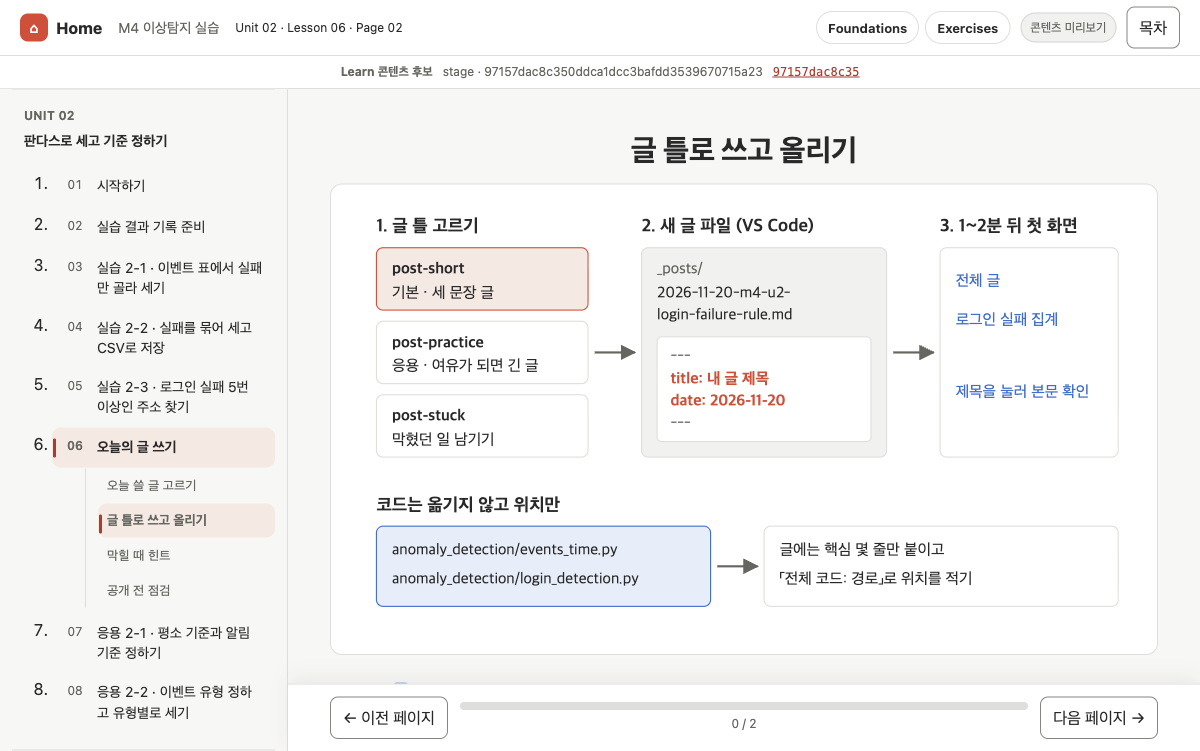 Home
M4 이상탐지 실습
Unit 02 · Lesson 06 · Page 02
Foundations
Exercises
콘텐츠 미리보기
목차
Learn 콘텐츠 후보 stage · 97157dac8c350ddca1dcc3bafdd3539670715a23 97157dac8c35
UNIT 02
판다스로 세고 기준 정하기
1. 01 시작하기
2. 02 실습 결과 기록 준비
3. 03 실습 2-1 · 이벤트 표에서 실패
만 골라 세기
4. 04 실습 2-2 · 실패를 묶어 세고
CSV로 저장
5. 05 실습 2-3 · 로그인 실패 5번
이상인 주소 찾기
6. 06 오늘의 글 쓰기
오늘 쓸 글 고르기
글 틀로 쓰고 올리기
막힐 때 힌트
공개 전 점검
7. 07 응용 2-1 · 평소 기준과 알림
기준 정하기
8. 08 응용 2-2 · 이벤트 유형 정하
고 유형별로 세기
글 틀로 쓰고 올리기
1. 글 틀 고르기
post-short
기본 · 세 문장 글
post-practice
응용 · 여유가 되면 긴 글
post-stuck
막혔던 일 남기기
2. 새 글 파일 (VS Code)
_posts/
2026-11-20-m4-u2-
login-failure-rule.md
---
title: 내 글 제목
date: 2026-11-20
---
3. 1~2분 뒤 첫 화면
전체 글
로그인 실패 집계
제목을 눌러 본문 확인
코드는 옮기지 않고 위치만
anomaly_detection/events_time.py
anomaly_detection/login_detection.py
글에는 핵심 몇 줄만 붙이고
「전체 코드: 경로」로 위치를 적기
← 이전 페이지
0 / 2
다음 페이지 →